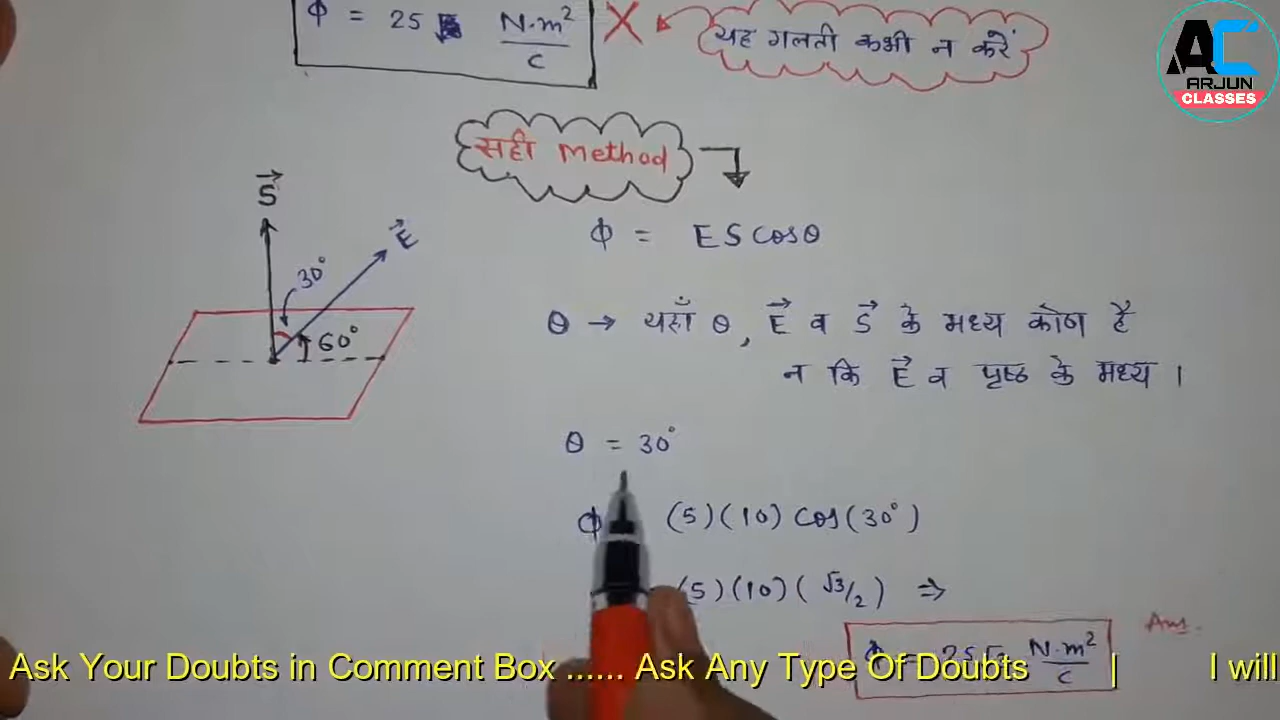 Φ = 25 N·m²/C
यह गलती कभी न करें
AC
ARJUN
CLASSES
सही Method
S⃗
E⃗
30°
60°
Φ = ES cosθ
θ → यहाँ θ, E⃗ व S⃗ के मध्य कोण है
न कि E⃗ व पृष्ठ के मध्य ।
θ = 30°
Φ (5)(10) cos(30°)
(5)(10)(√3/2) ⇒
Ans.
N·m²/C
Ask Your Doubts in Comment Box ...... Ask Any Type Of Doubts | I will